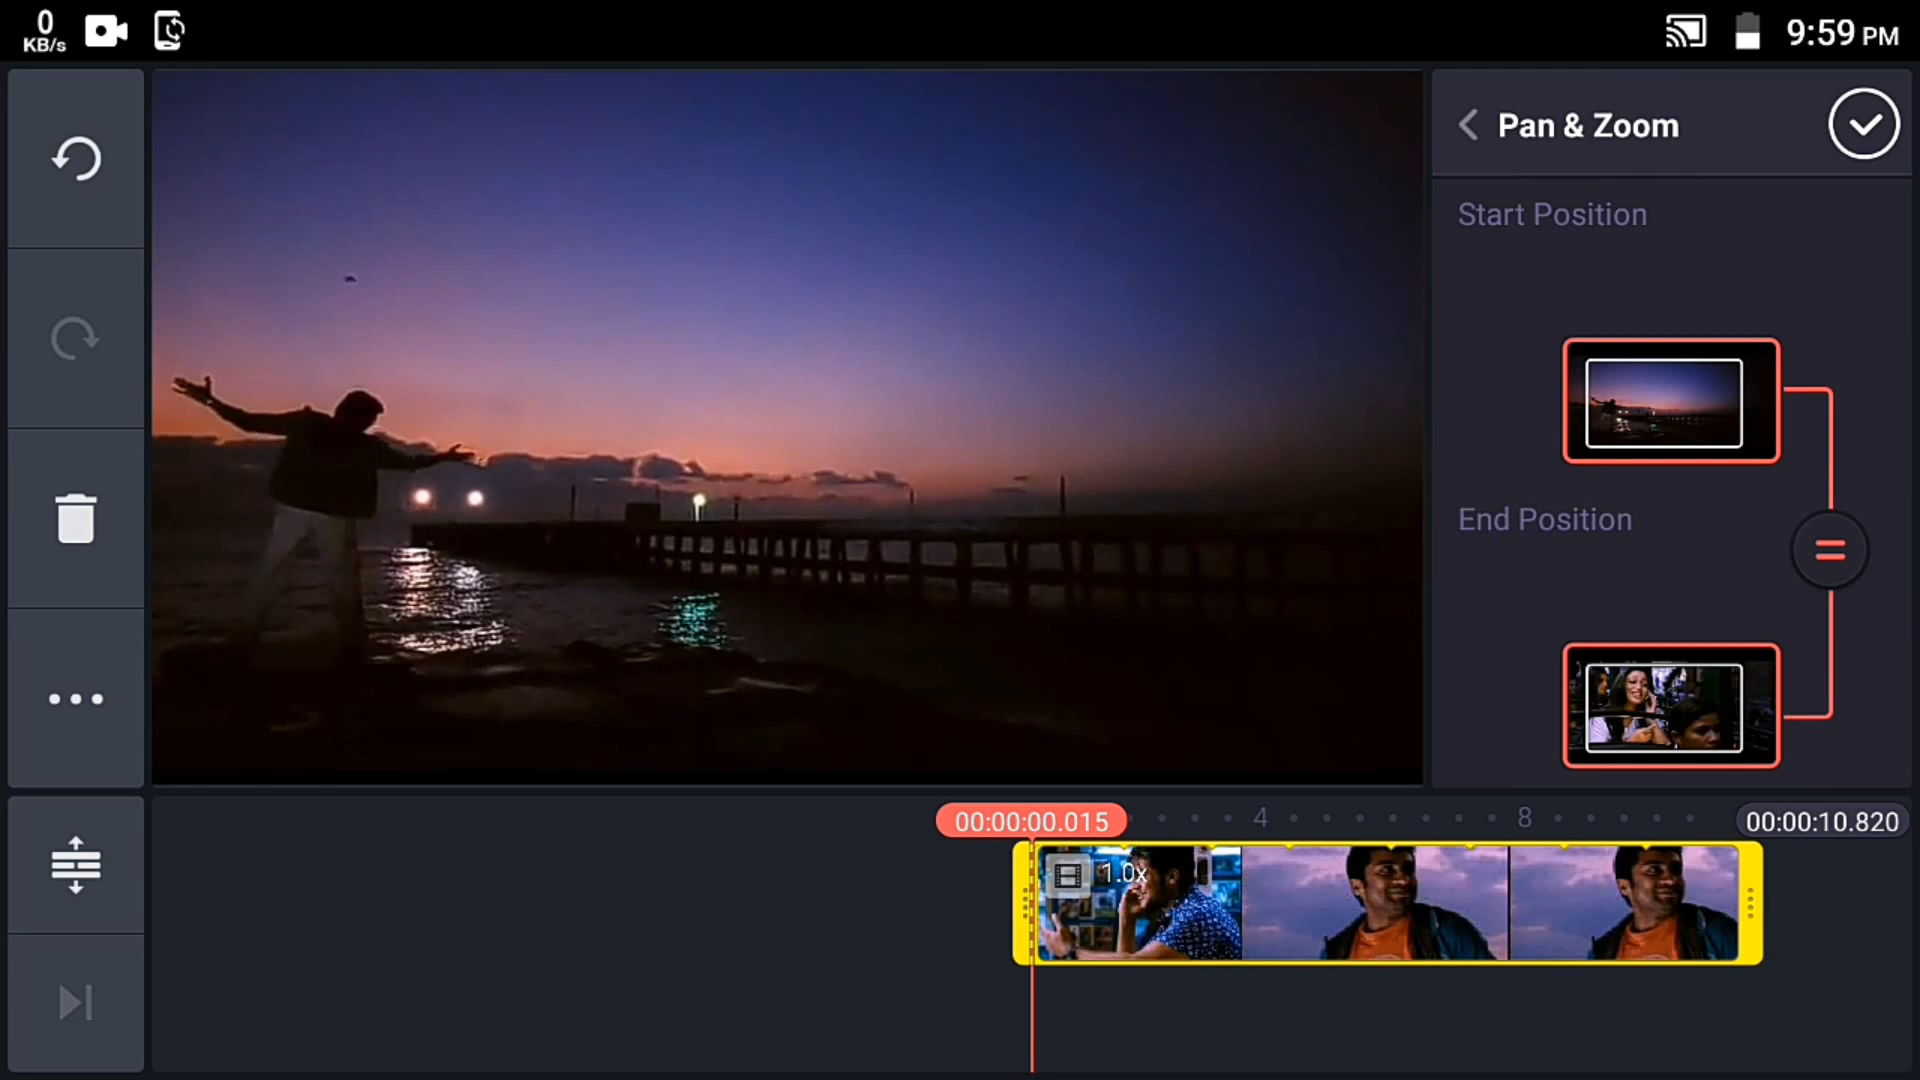 0
KB/s
9:59 PM
Pan & Zoom
Start Position
End Position
00:00:00.015
4
8
00:00:10.820
1.0x